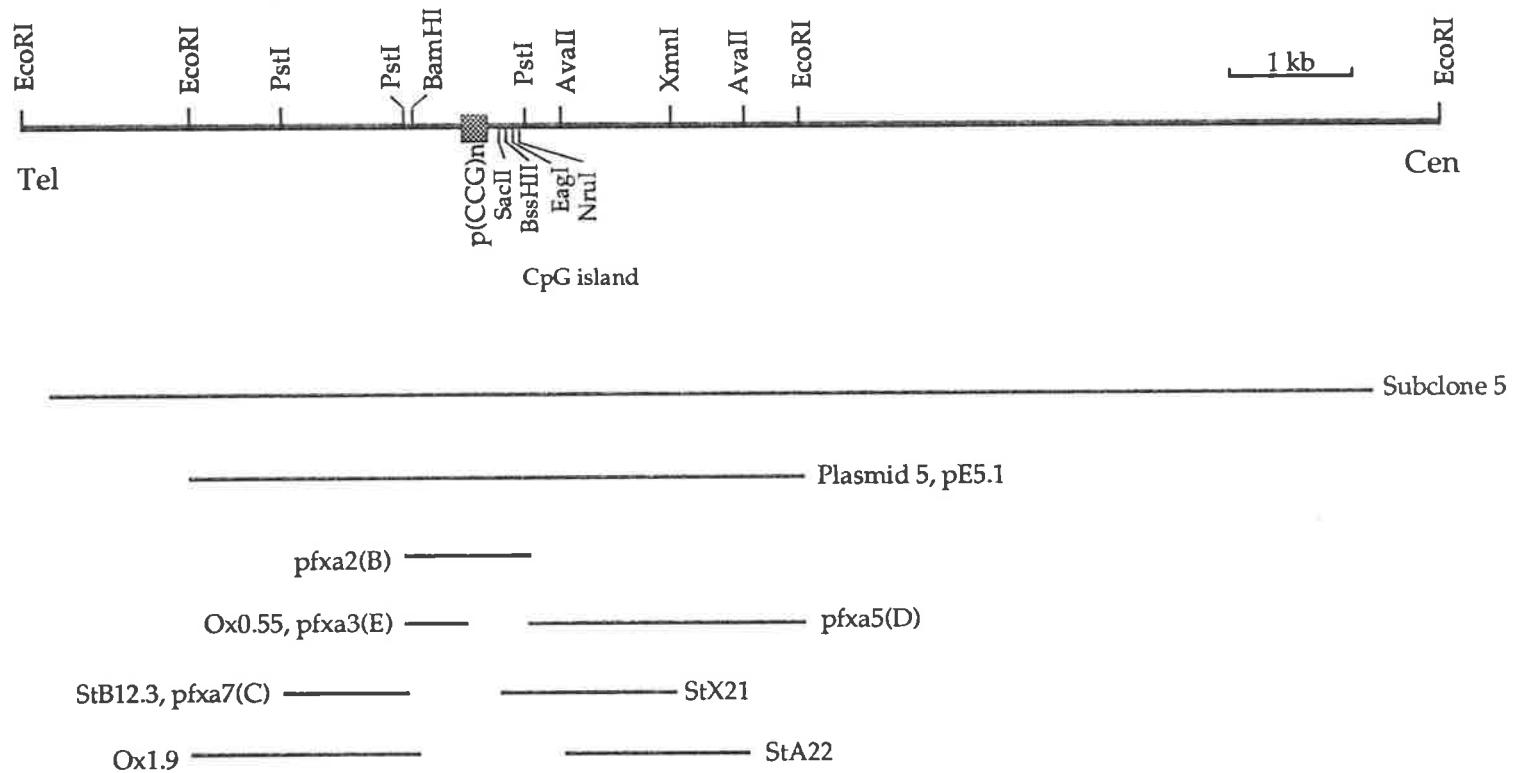 EcoRI EcoRI PstI PstI BamHI PstI AvaII XmnI AvaII EcoRI EcoRI
1 kb
Tel Cen
p(CCG)n SacII BssHII EagI NruI
CpG island
Subclone 5
Plasmid 5, pE5.1
pfxa2(B)
Ox0.55, pfxa3(E) pfxa5(D)
StB12.3, pfxa7(C) StX21
Ox1.9 StA22